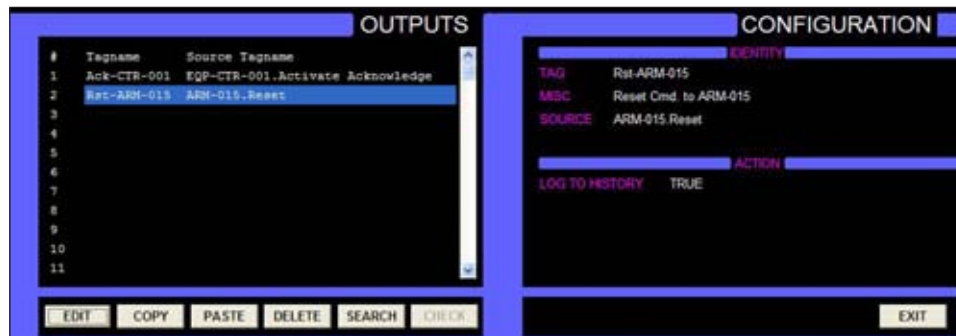 OUTPUTS
# Tagname Source Tagname
1 Ack-CTR-001 EQP-CTR-001.Activate Acknowledge
2 Rst-ARM-015 ARM-015.Reset
3
4
5
6
7
8
9
10
11
EDIT COPY PASTE DELETE SEARCH CHECK
CONFIGURATION
IDENTITY
TAG Rst-ARM-015
MISC Reset Cmd. to ARM-015
SOURCE ARM-015.Reset
ACTION
LOG TO HISTORY TRUE
EXIT